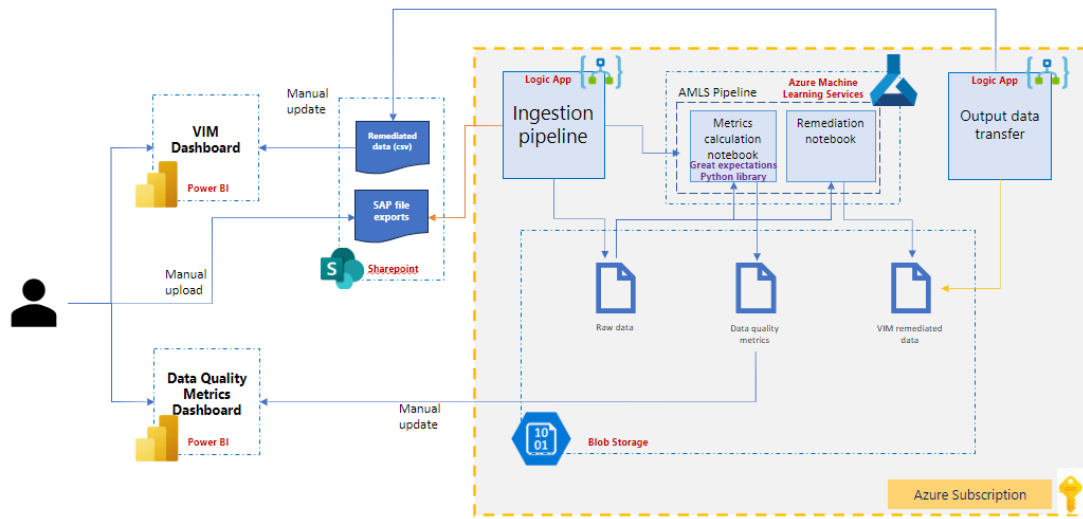 Manual
update
VIM
Dashboard
Power BI
Remediated
data (csv)
SAP file
exports
Sharepoint
Manual
upload
Data Quality
Metrics
Dashboard
Power BI
Manual
update
Logic App
Ingestion
pipeline
Azure Machine
Learning Services
AMLS Pipeline
Metrics
calculation
notebook
Great expectations
Python library
Remediation
notebook
Logic App
Output data
transfer
Raw data
Data quality
metrics
VIM remediated
data
10
01
Blob Storage
Azure Subscription
S